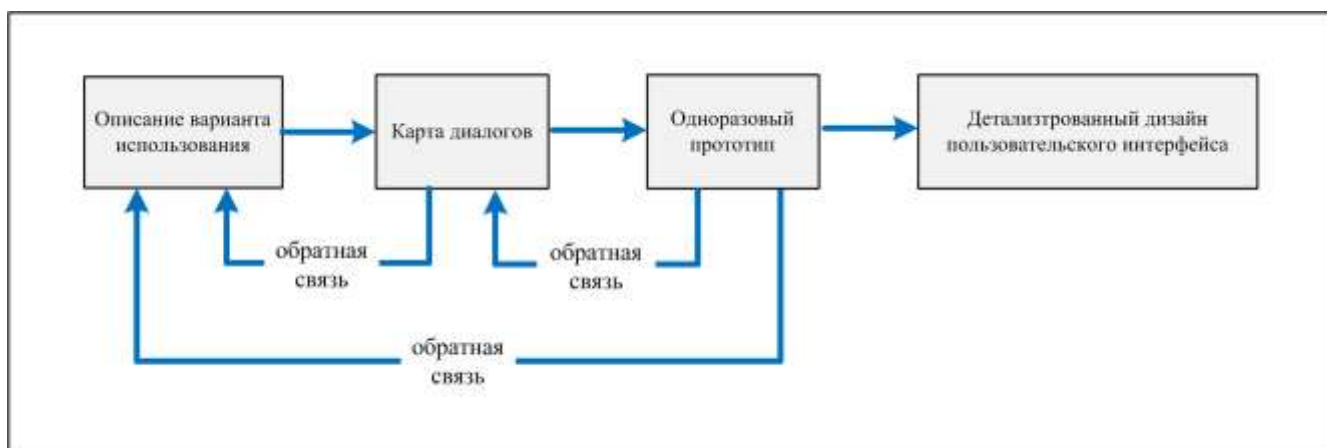 Описание варианта
использования
Карта диалогов
Одноразовый
прототип
Детализтрованный дизайн
пользовательского интерфейса
обратная
связь
обратная
связь
обратная
связь